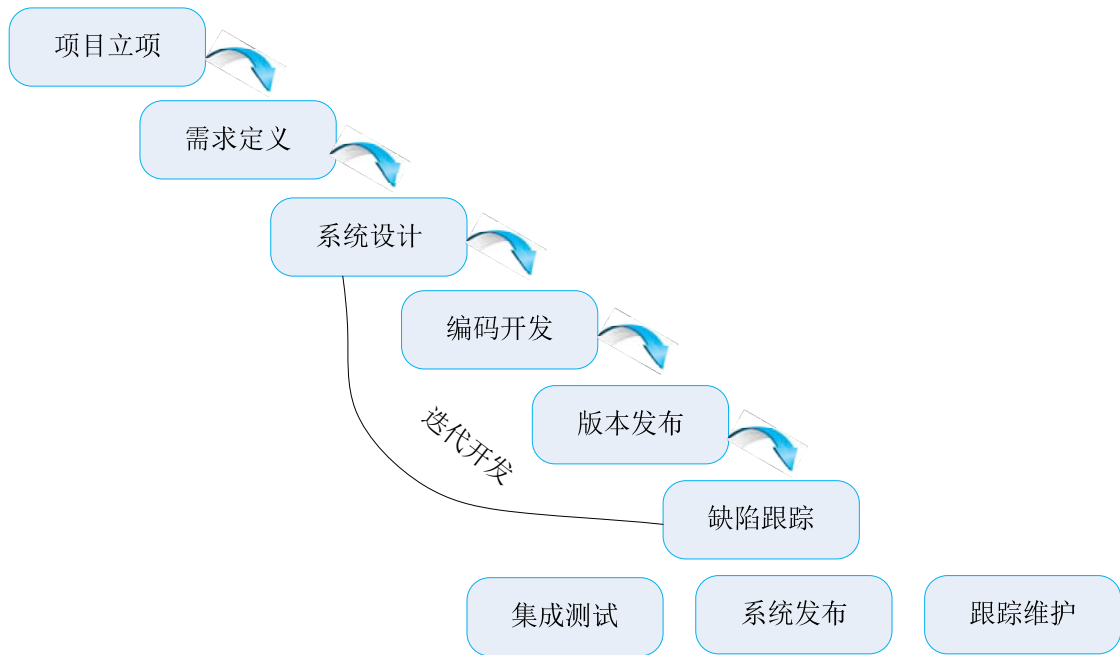 项目立项
需求定义
系统设计
编码开发
版本发布
迭代开发
缺陷跟踪
集成测试
系统发布
跟踪维护